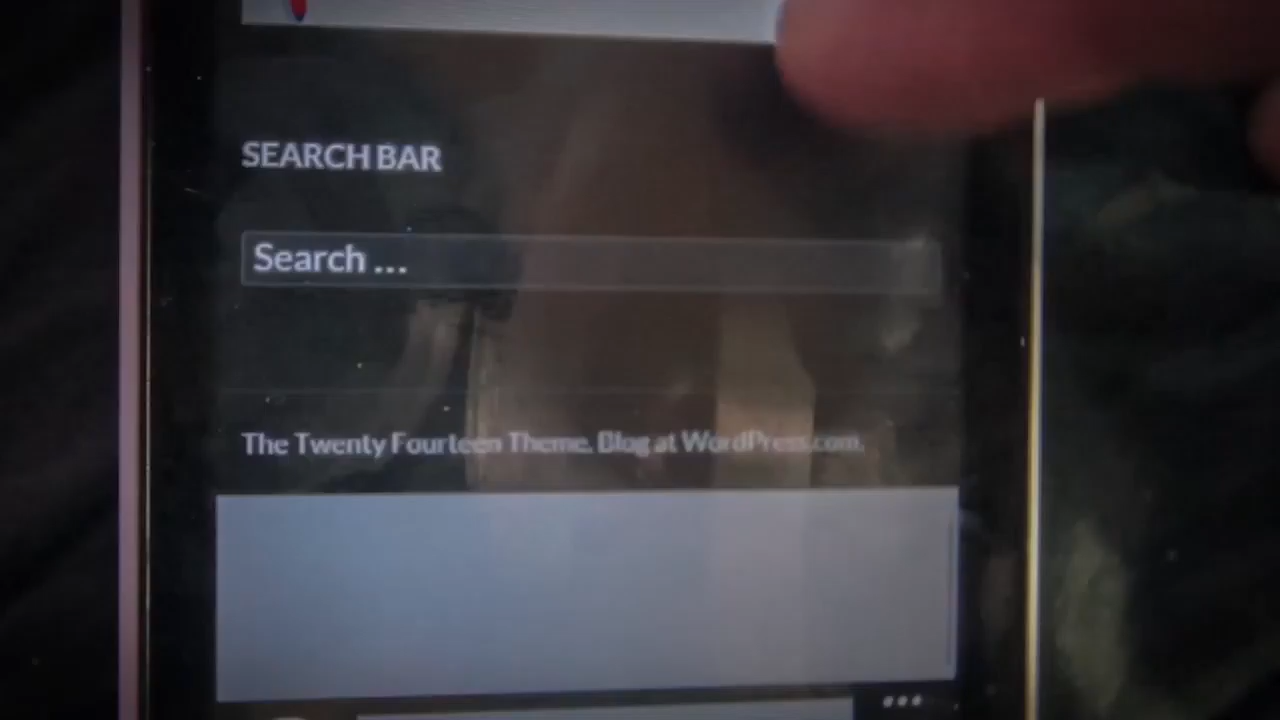 SEARCH BAR
Search ...
The Twenty Fourteen Theme. Blog at WordPress.com.